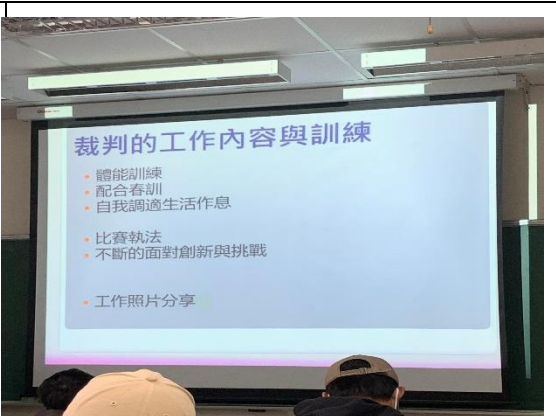 裁判的工作內容與訓練
• 體能訓練
• 配合春訓
• 自我調適生活作息
• 比賽執法
• 不斷的面對創新與挑戰
• 工作照片分享